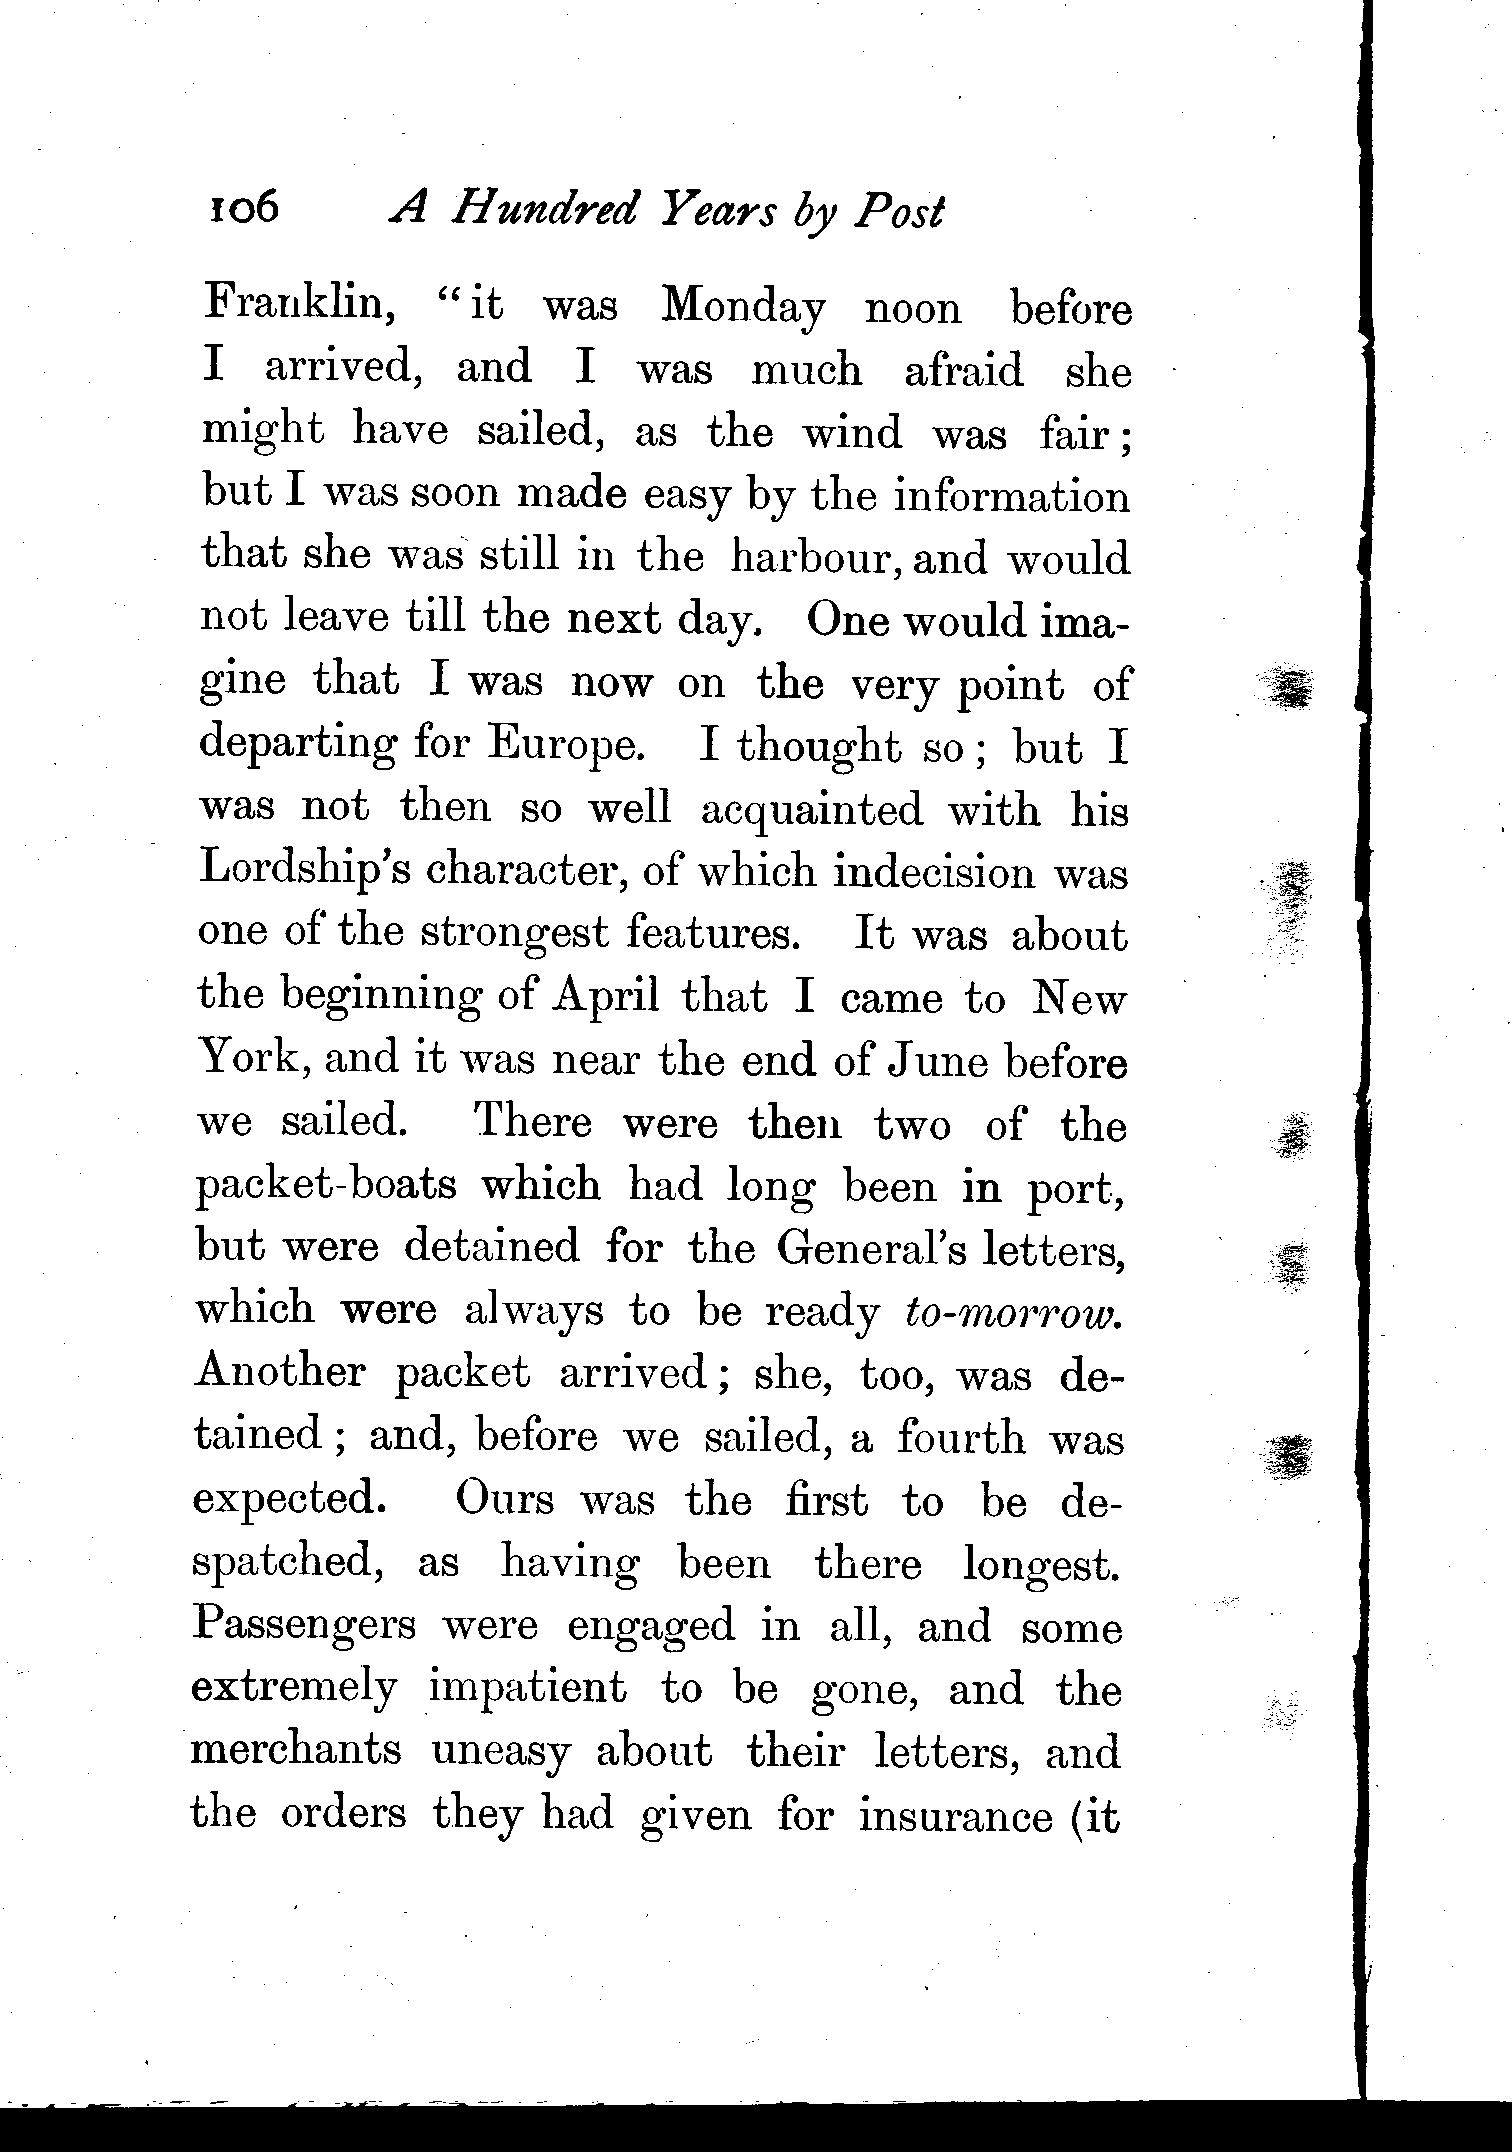 106 A Hundred Years by Post
Franklin, "it was Monday noon before
I arrived, and I was much afraid she
might have sailed, as the wind was fair;
but I was soon made easy by the information
that she was still in the harbour, and would
not leave till the next day. One would ima-
gine that I was now on the very point of
departing for Europe. I thought so; but I
was not then so well acquainted with his
Lordship's character, of which indecision was
one of the strongest features. It was about
the beginning of April that I came to New
York, and it was near the end of June before
we sailed. There were then two of the
packet-boats which had long been in port,
but were detained for the General's letters,
which were always to be ready to-morrow.
Another packet arrived; she, too, was de-
tained; and, before we sailed, a fourth was
expected. Ours was the first to be de-
spatched, as having been there longest.
Passengers were engaged in all, and some
extremely impatient to be gone, and the
merchants uneasy about their letters, and
the orders they had given for insurance (it